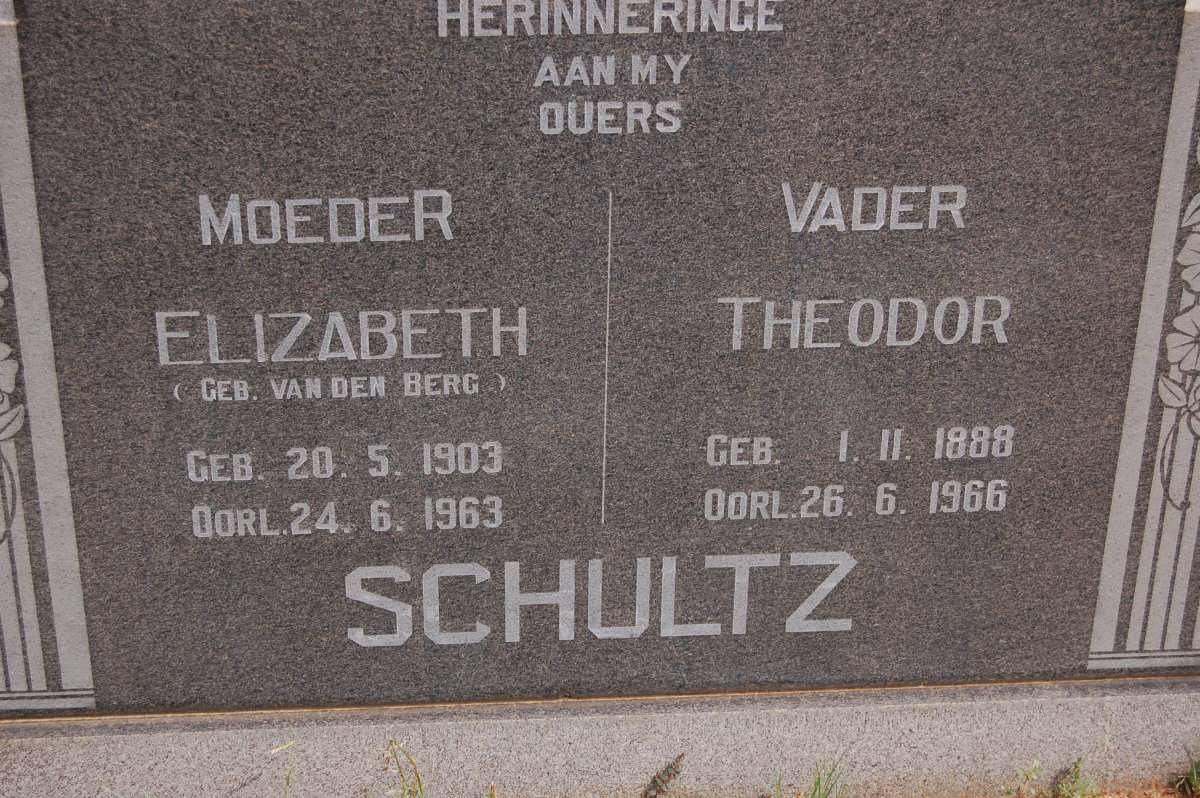 HERINNERINGE
AAN MY
OUERS
MOEDER
ELIZABETH
( GEB. VAN DEN BERG )
GEB. 20. 5. 1903
OORL. 24. 6. 1963
VADER
THEODOR
GEB. 1. 11. 1888
OORL. 26. 6. 1966
SCHULTZ